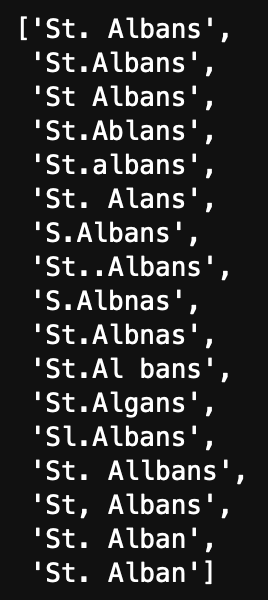 ['St. Albans',
'St.Albans',
'St Albans',
'St.Ablans',
'St.albans',
'St. Alans',
'S.Albans',
'St..Albans',
'S.Albnas',
'St.Albnas',
'St.Al bans',
'St.Algans',
'Sl.Albans',
'St. Allbans',
'St, Albans',
'St. Alban',
'St. Alban']